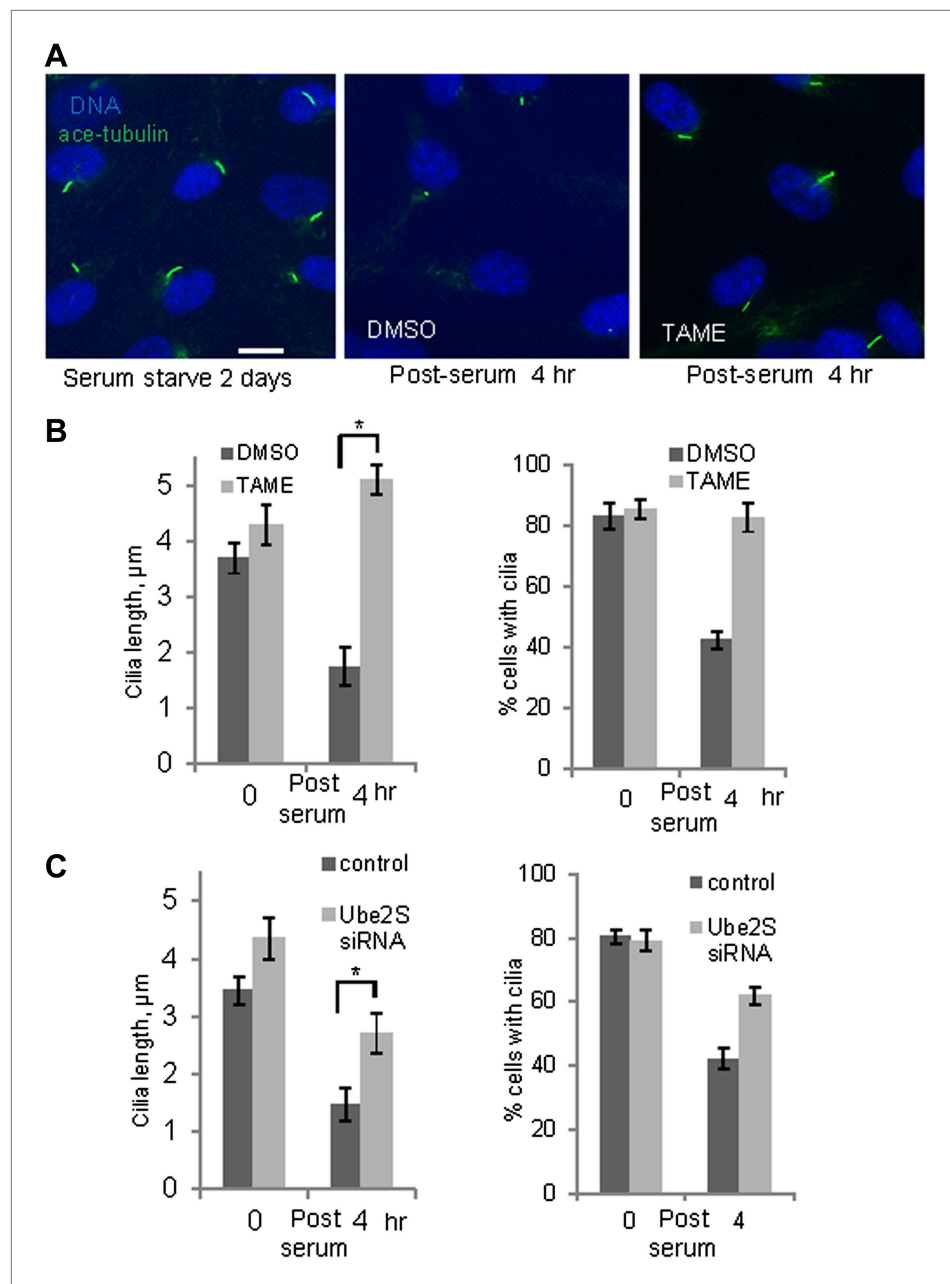 A
DNA
ace-tubulin
DMSO
TAME
Serum starve 2 days
Post-serum 4 hr
Post-serum 4 hr
B
DMSO
TAME
Cilia length, µm
5
4
3
2
1
0
0
Post serum
4 hr
*
DMSO
TAME
% cells with cilia
100
80
60
40
20
0
0
Post serum
4 hr
C
control
Ube2S
siRNA
Cilia length, µm
5
4
3
2
1
0
0
Post serum
4 hr
*
control
Ube2S
siRNA
% cells with cilia
100
80
60
40
20
0
0
Post serum
4